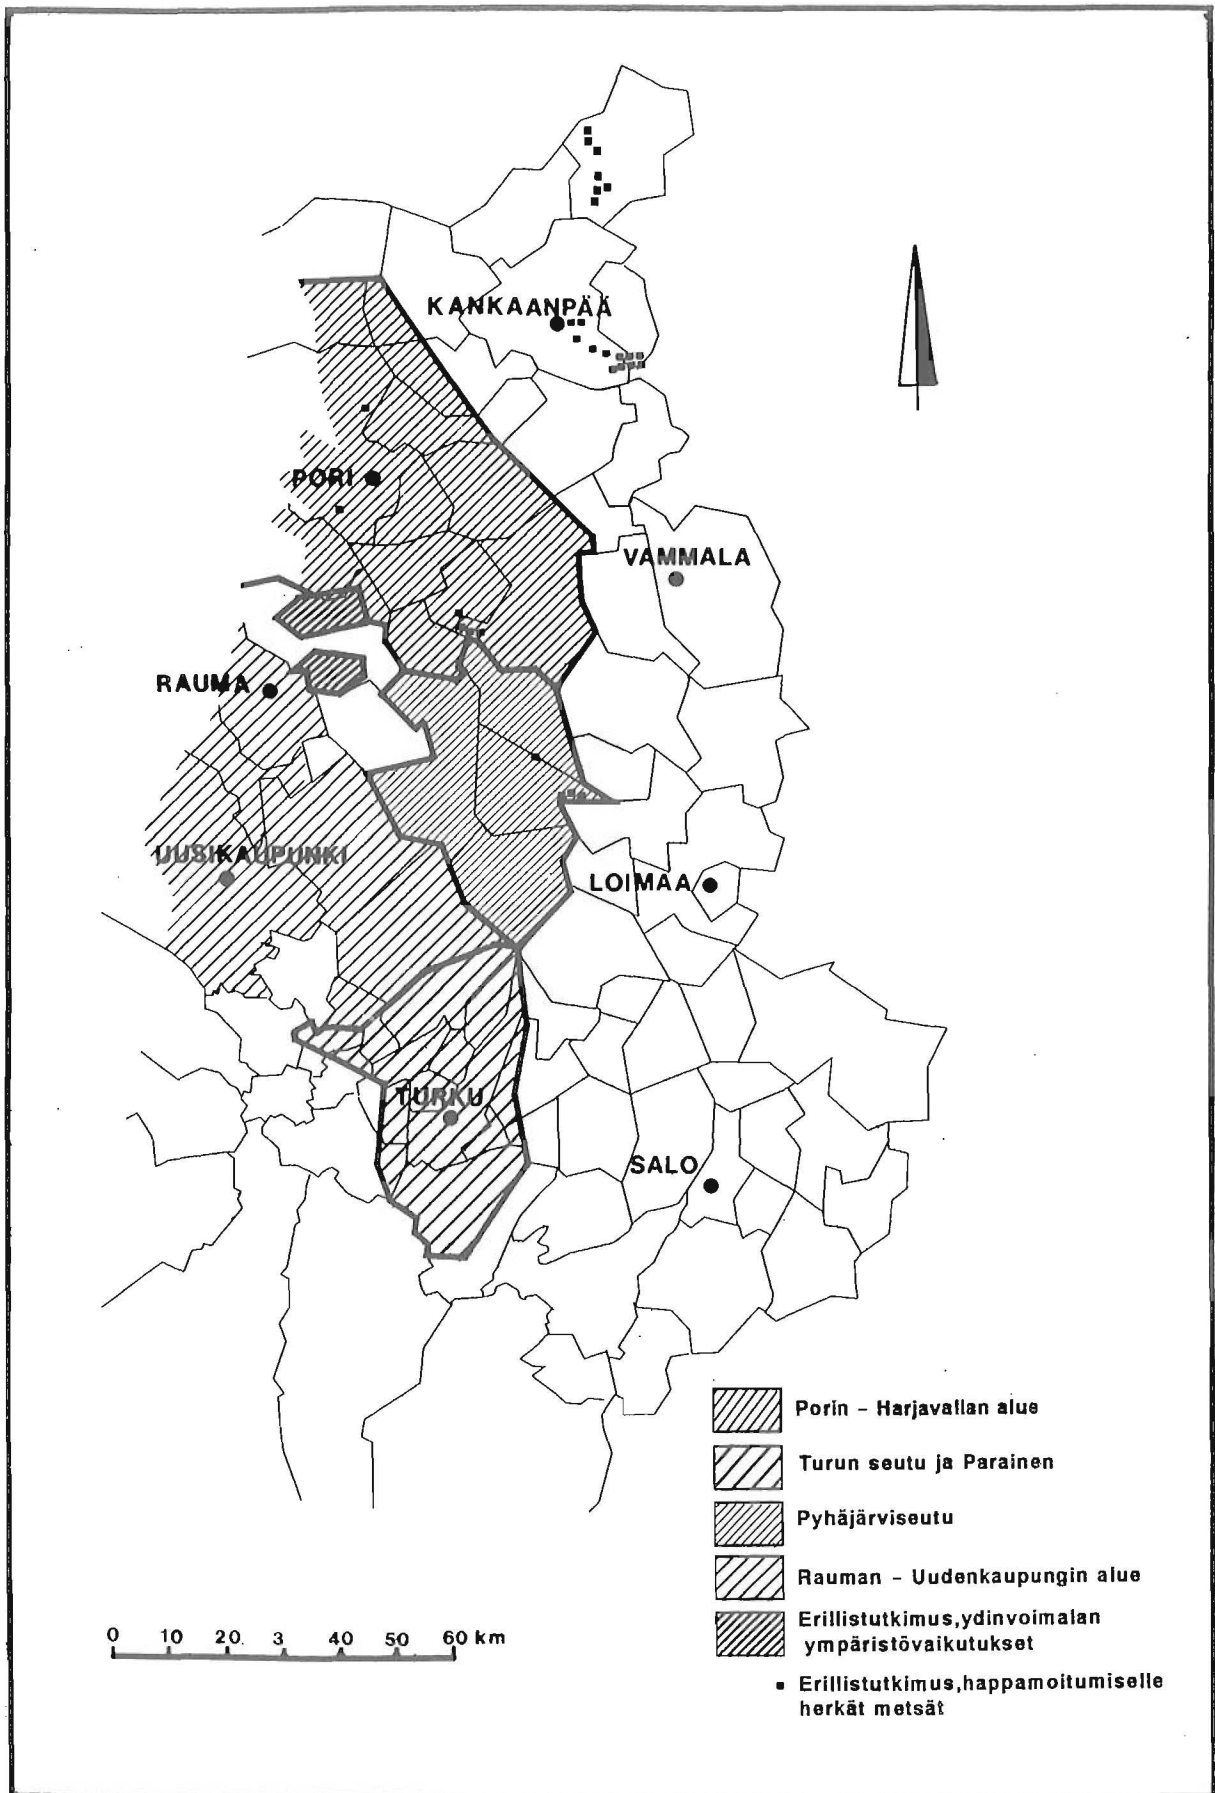 KANKAANPÄÄ
PORI
VAMMALA
RAUMA
UUSIKAUPUNKI
LOIMAA
TURKU
SALO
Porin - Harjavallan alue
Turun seutu ja Parainen
Pyhäjärviseutu
Rauman - Uudenkaupungin alue
Erillistutkimus,ydinvoimalan
ympäristövaikutukset
Erillistutkimus,happamoitumiselle
herkät metsät
0 10 20. 3 40 50 60 km